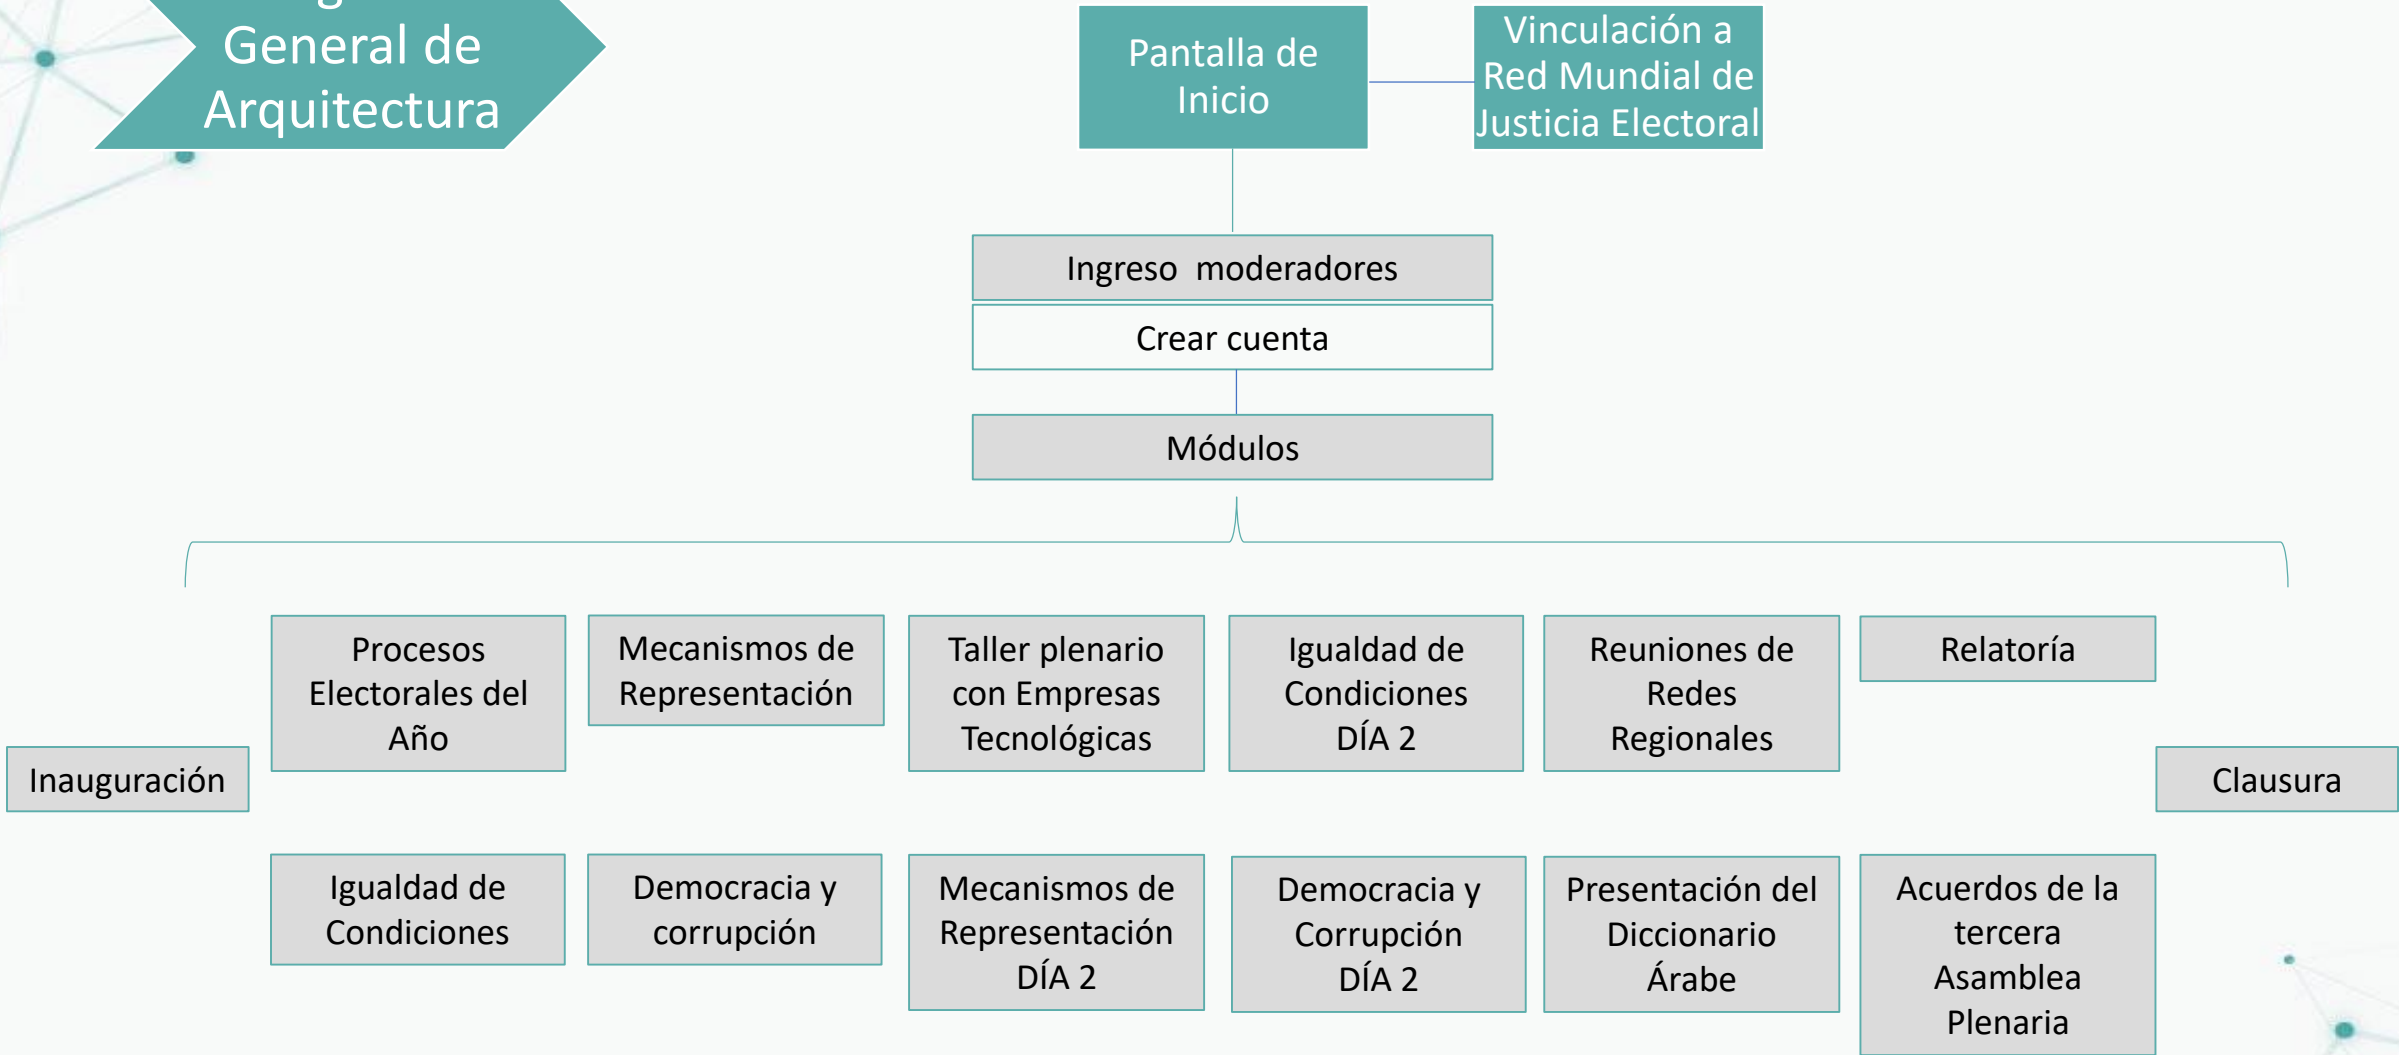 General de
Arquitectura
Pantalla de
Inicio
Vinculación a
Red Mundial de
Justicia Electoral
Ingreso  moderadores
Crear cuenta
Módulos
Inauguración
Procesos
Electorales del
Año
Mecanismos de
Representación
Taller plenario
con Empresas
Tecnológicas
Igualdad de
Condiciones
DÍA 2
Reuniones de
Redes
Regionales
Relatoría
Igualdad de
Condiciones
Democracia y
corrupción
Mecanismos de
Representación
DÍA 2
Democracia y
Corrupción
DÍA 2
Presentación del
Diccionario
Árabe
Acuerdos de la
tercera
Asamblea
Plenaria
Clausura